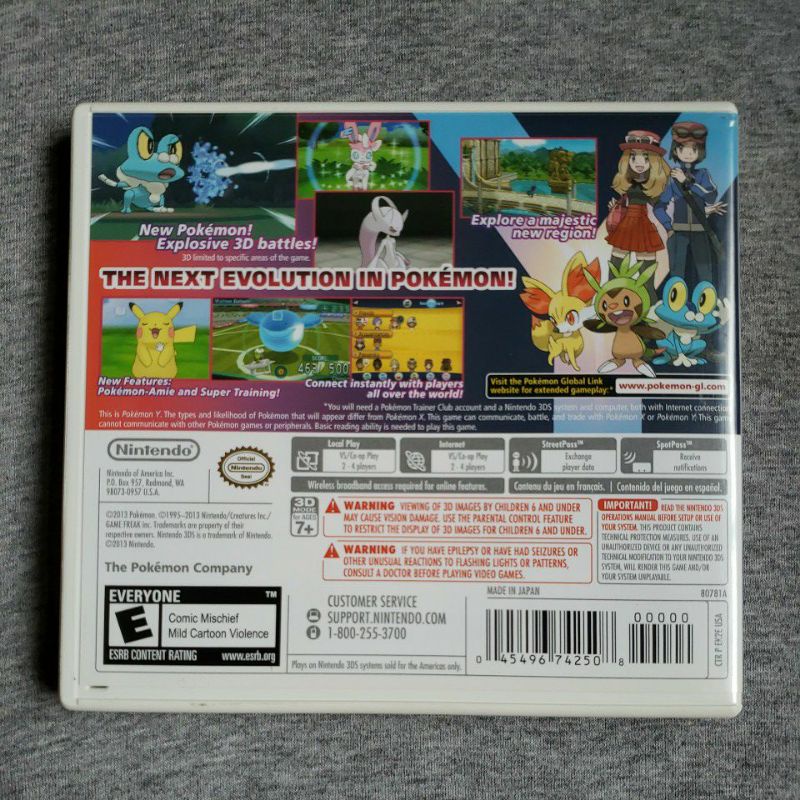 New Pokémon!
Explosive 3D battles!
3D limited to specific areas of the game.
Explore a majestic
new region!
THE NEXT EVOLUTION IN POKÉMON!
SCORE
New Features:
Pokémon-Amie and Super Training!
Connect instantly with players
all over the world!
Visit the Pokémon Global Link
website for extended gameplay.*
www.pokemon-gl.com
*You will need a Pokémon Trainer Club account and a Nintendo 3DS system and computer, both with Internet connection.
This is Pokémon Y. The types and likelihood of Pokémon that will appear differ from Pokémon X. This game can communicate, battle, and trade with Pokémon X or Pokémon Y; This game
cannot communicate with other Pokémon games or peripherals. Basic reading ability is needed to play this game.
Nintendo
Nintendo of America Inc.
P.O. Box 957, Redmond, WA
98073-0957 U.S.A.
Official
Nintendo
Seal
Local Play
VS/Co-op Play
2 - 4 players
Internet
VS/Co-op Play
2 - 4 players
StreetPass™
Exchange
player data
SpotPass™
Receive
notifications
Wireless broadband access required for online features.
Contenu du jeu en français.
Contenido del juego en español.
©2013 Pokémon. ©1995–2013 Nintendo/Creatures Inc./
GAME FREAK inc. Trademarks are property of their
respective owners. Nintendo 3DS is a trademark of Nintendo.
©2013 Nintendo.
The Pokémon Company
3D
MODE
for AGES
7+
WARNING VIEWING OF 3D IMAGES BY CHILDREN 6 AND UNDER
MAY CAUSE VISION DAMAGE. USE THE PARENTAL CONTROL FEATURE
TO RESTRICT THE DISPLAY OF 3D IMAGES FOR CHILDREN 6 AND UNDER.
WARNING IF YOU HAVE EPILEPSY OR HAVE HAD SEIZURES OR
OTHER UNUSUAL REACTIONS TO FLASHING LIGHTS OR PATTERNS,
CONSULT A DOCTOR BEFORE PLAYING VIDEO GAMES.
IMPORTANT! READ THE NINTENDO 3DS
OPERATIONS MANUAL BEFORE SETUP OR USE OF
YOUR SYSTEM. THIS PRODUCT CONTAINS
TECHNICAL PROTECTION MEASURES. USE OF AN
UNAUTHORIZED DEVICE OR ANY UNAUTHORIZED
TECHNICAL MODIFICATION TO YOUR NINTENDO 3DS
SYSTEM, WILL RENDER THIS GAME AND/OR
YOUR SYSTEM UNPLAYABLE.
MADE IN JAPAN
80781A
EVERYONE ™
E
Comic Mischief
Mild Cartoon Violence
ESRB CONTENT RATING www.esrb.org
CUSTOMER SERVICE
SUPPORT.NINTENDO.COM
1-800-255-3700
Plays on Nintendo 3DS systems sold for the Americas only.
0 45496 74250 8
00000
CTR P EK2E USA